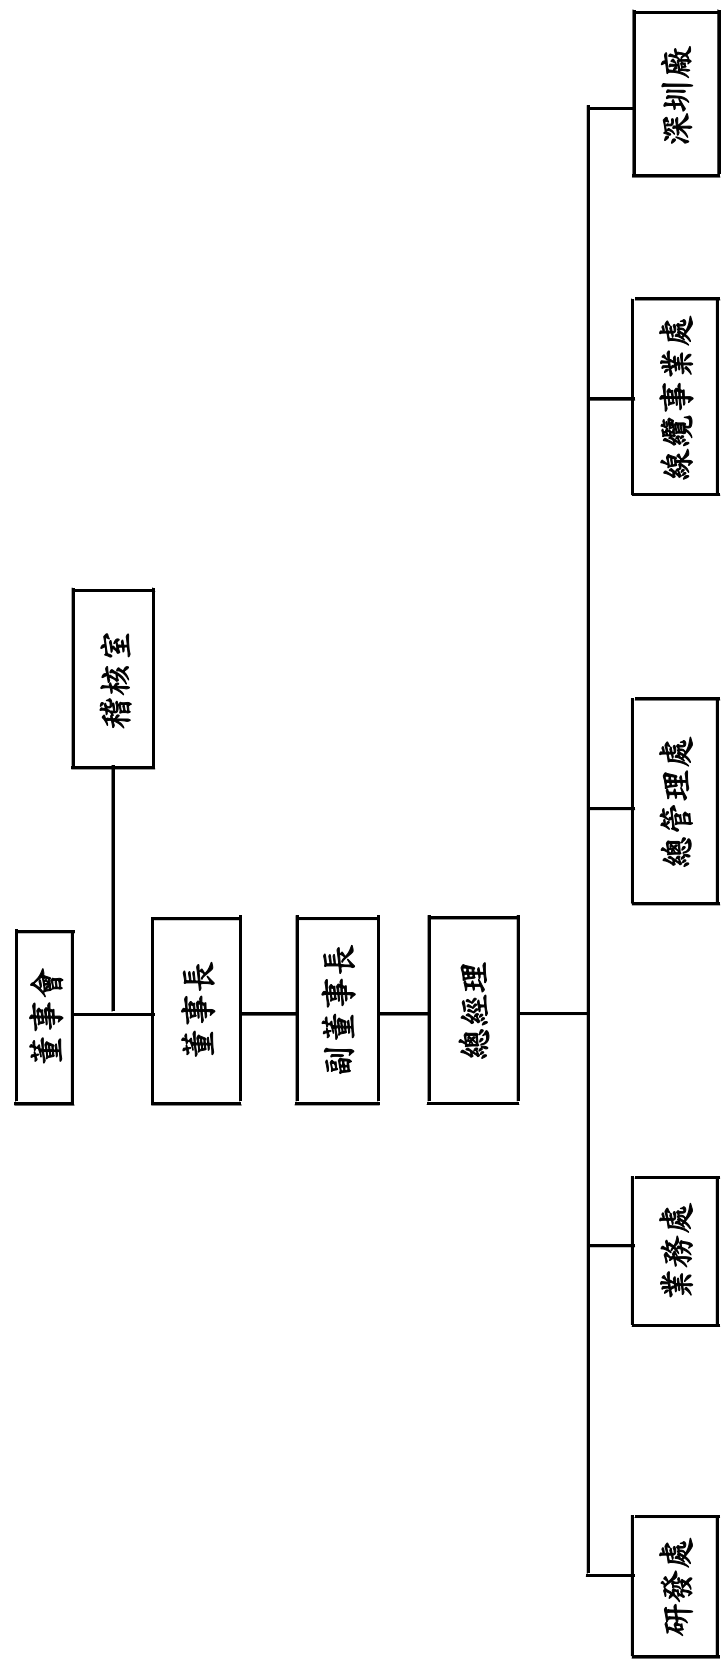 董事會
稽核室
董事長
副董事長
總經理
研發處
業務處
總管理處
線纜事業處
深圳廠